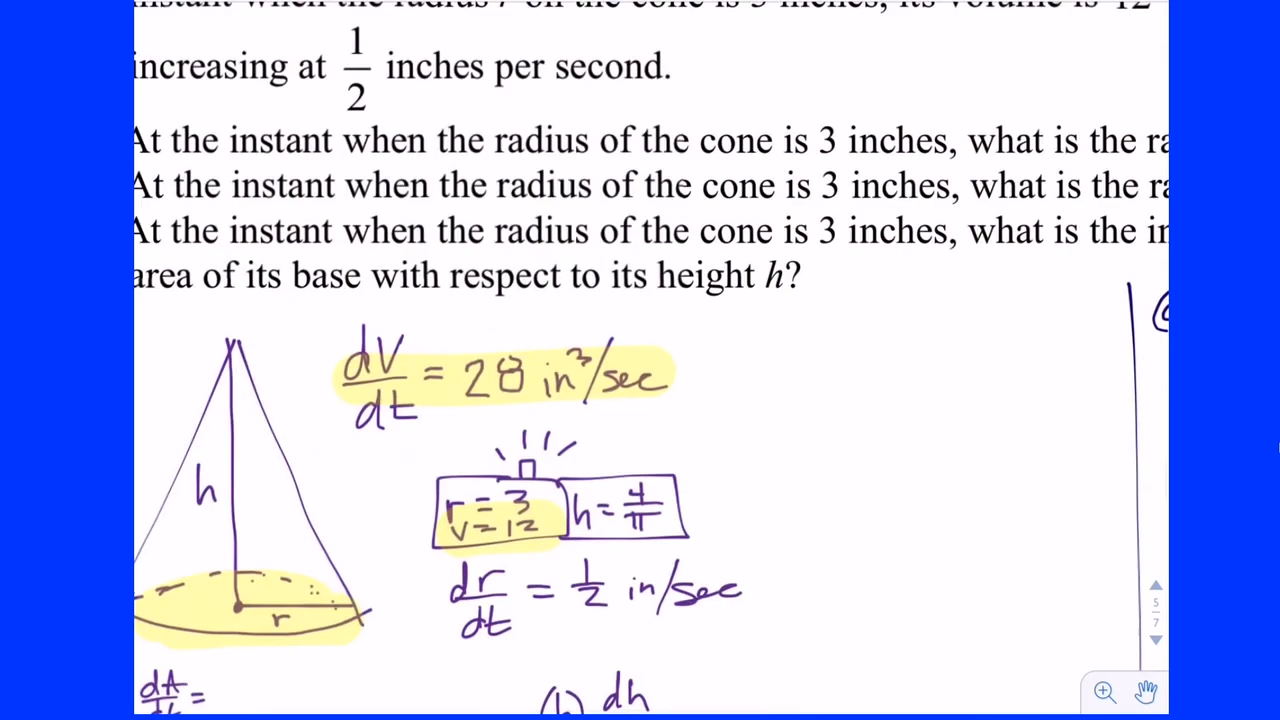 increasing at 1/2 inches per second.
At the instant when the radius of the cone is 3 inches, what is the
At the instant when the radius of the cone is 3 inches, what is the
At the instant when the radius of the cone is 3 inches, what is the
area of its base with respect to its height h?
dV/dt = 28 in³/sec
h
r = 3
V = 12
h = 4/π
r
dr/dt = 1/2 in/sec
dA/dt =
(b) dh
5
7